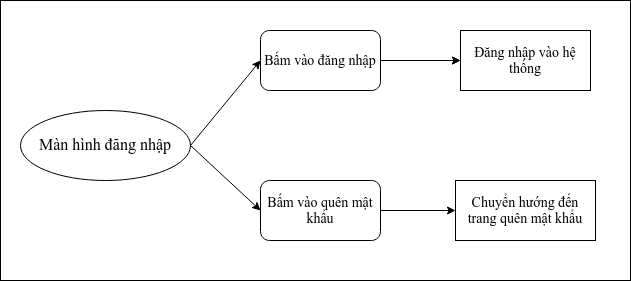 Màn hình đăng nhập
Bấm vào đăng nhập
Đăng nhập vào hệ
thống
Bấm vào quên mật
khẩu
Chuyển hướng đến
trang quên mật khẩu